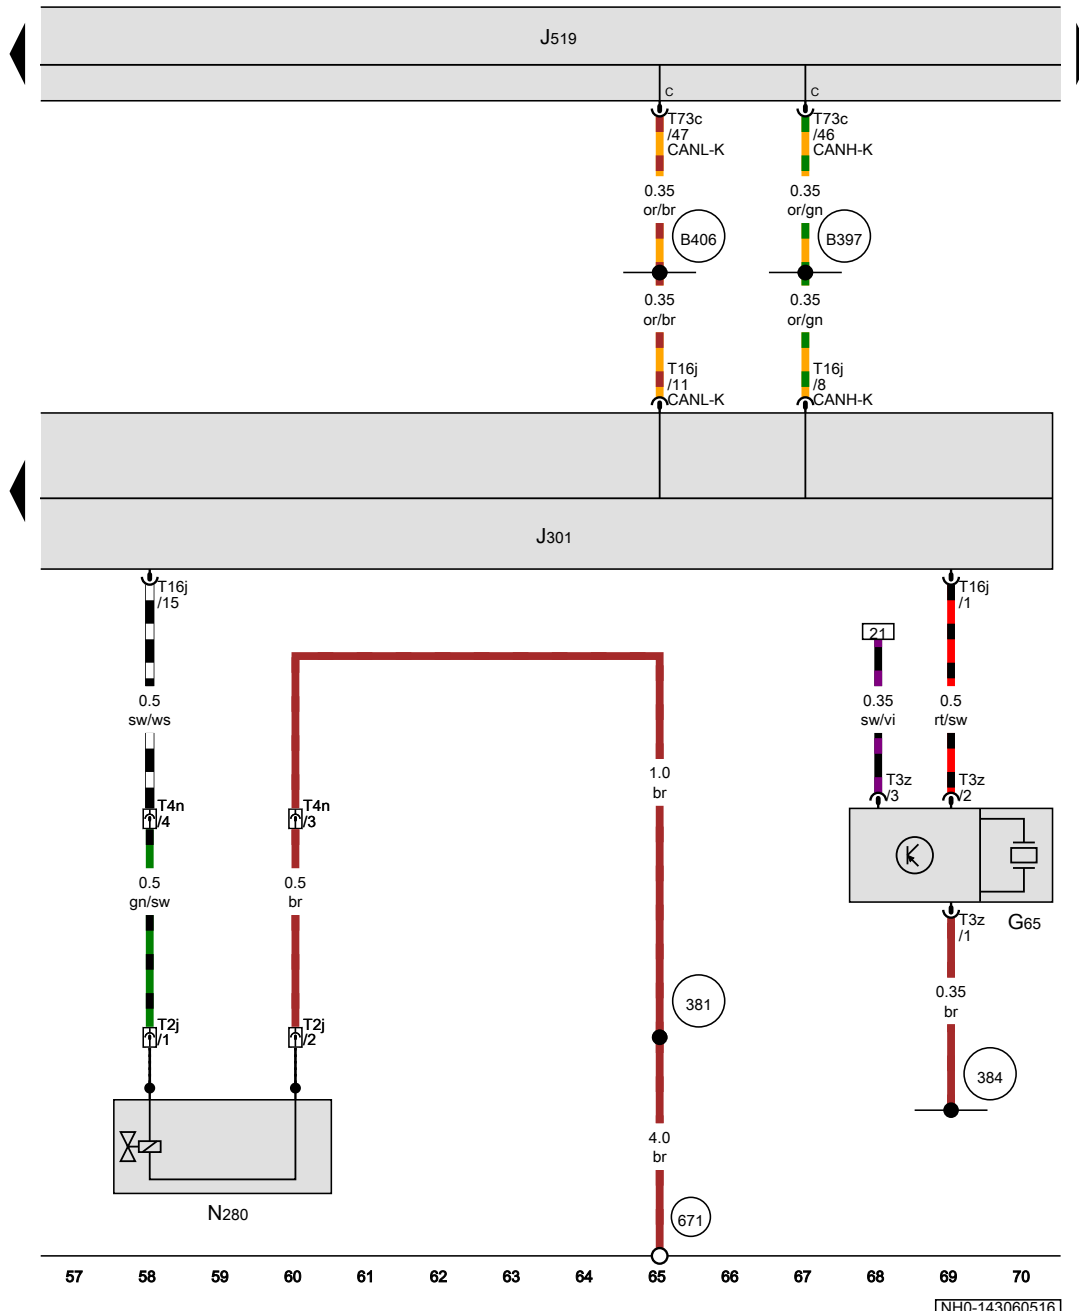 J519
c
c
T73c
/47
CANL-K
T73c
/46
CANH-K
0.35
or/br
0.35
or/gn
B406
B397
0.35
or/br
0.35
or/gn
T16j
/11
CANL-K
T16j
/8
CANH-K
J301
T16j
/15
T16j
/1
21
0.5
sw/ws
0.35
sw/vi
0.5
rt/sw
1.0
br
T3z
/3
T3z
/2
T4n
/4
T4n
/3
0.5
gn/sw
0.5
br
T3z
/1
G65
381
0.35
br
T2j
/1
T2j
/2
384
4.0
br
N280
671
57 58 59 60 61 62 63 64 65 66 67 68 69 70
NH0-143060516